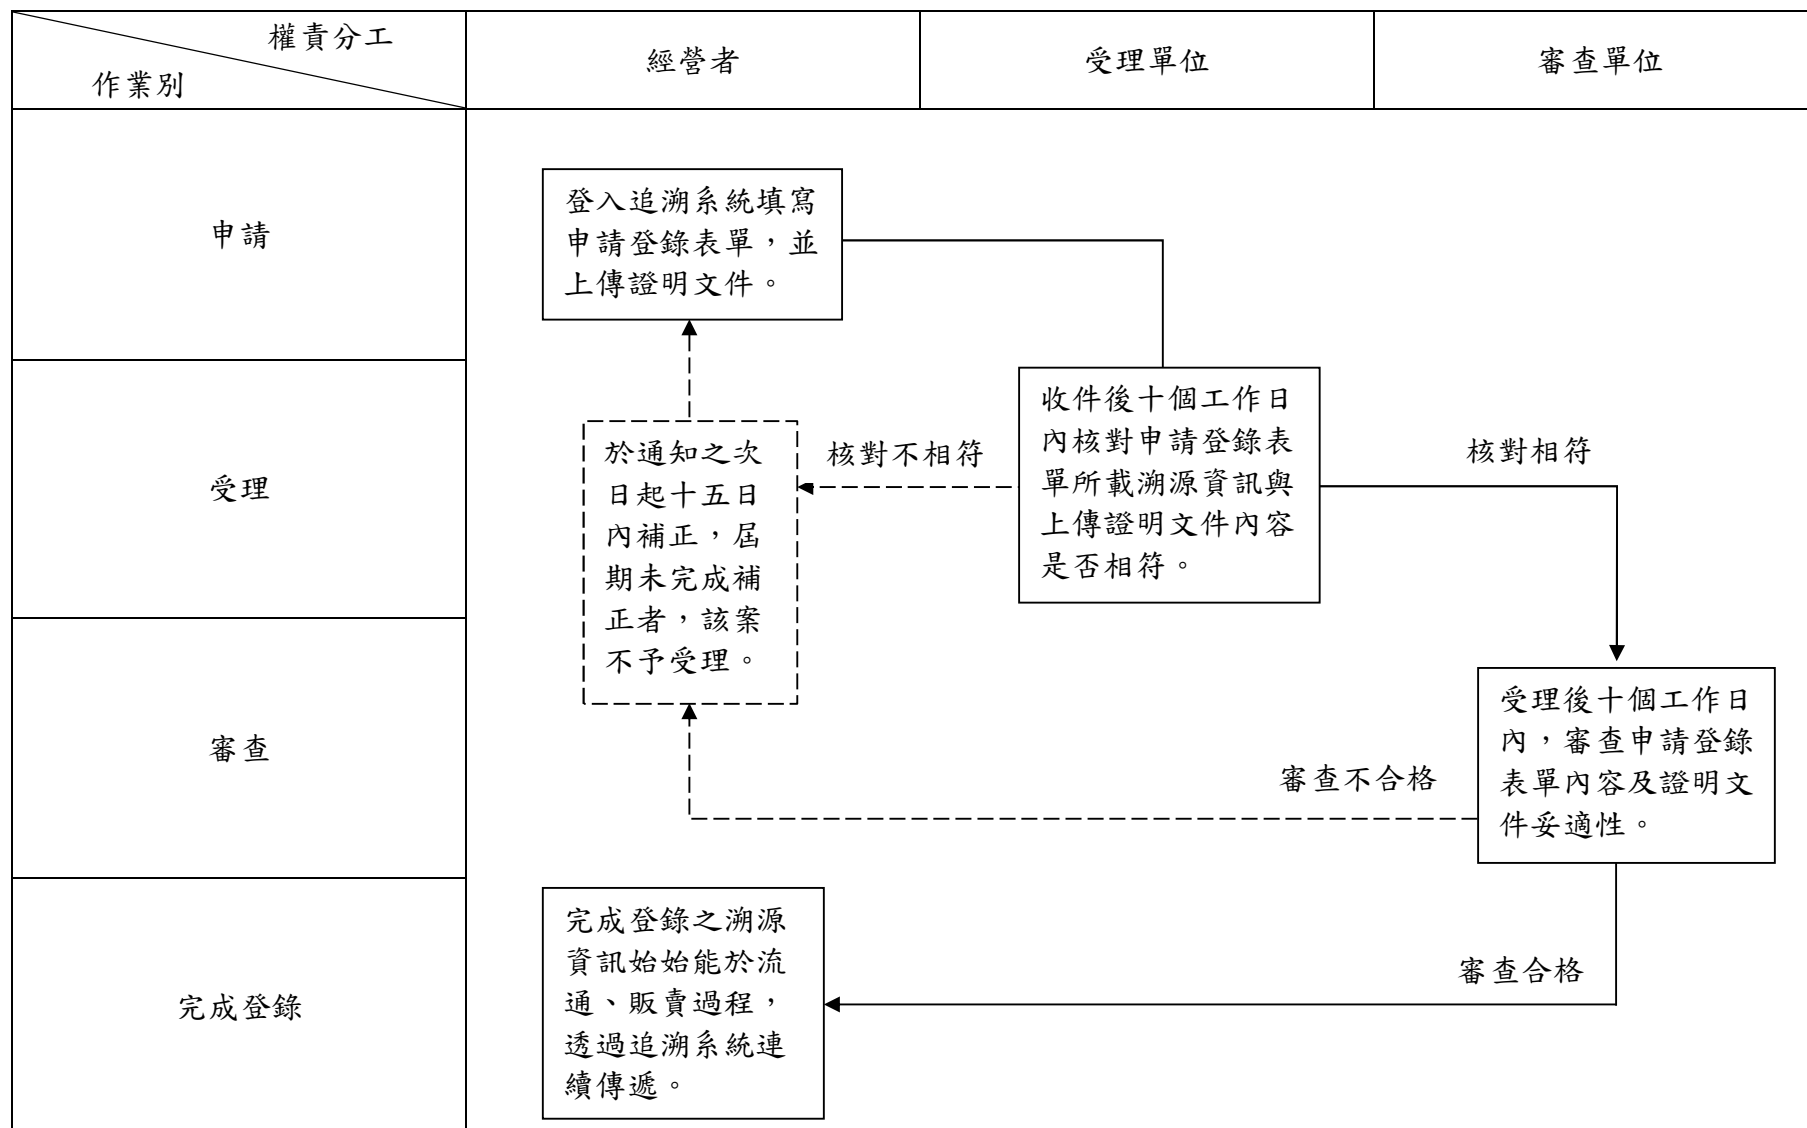 權責分工
作業別
經營者
受理單位
審查單位
申請
登入追溯系統填寫
申請登錄表單，並
上傳證明文件。
受理
於通知之次
日起十五日
內補正，屆
期未完成補
正者，該案
不予受理。
核對不相符
收件後十個工作日
內核對申請登錄表
單所載溯源資訊與
上傳證明文件內容
是否相符。
核對相符
審查
審查不合格
受理後十個工作日
內，審查申請登錄
表單內容及證明文
件妥適性。
完成登錄
完成登錄之溯源
資訊始始能於流
通、販賣過程，
透過追溯系統連
續傳遞。
審查合格